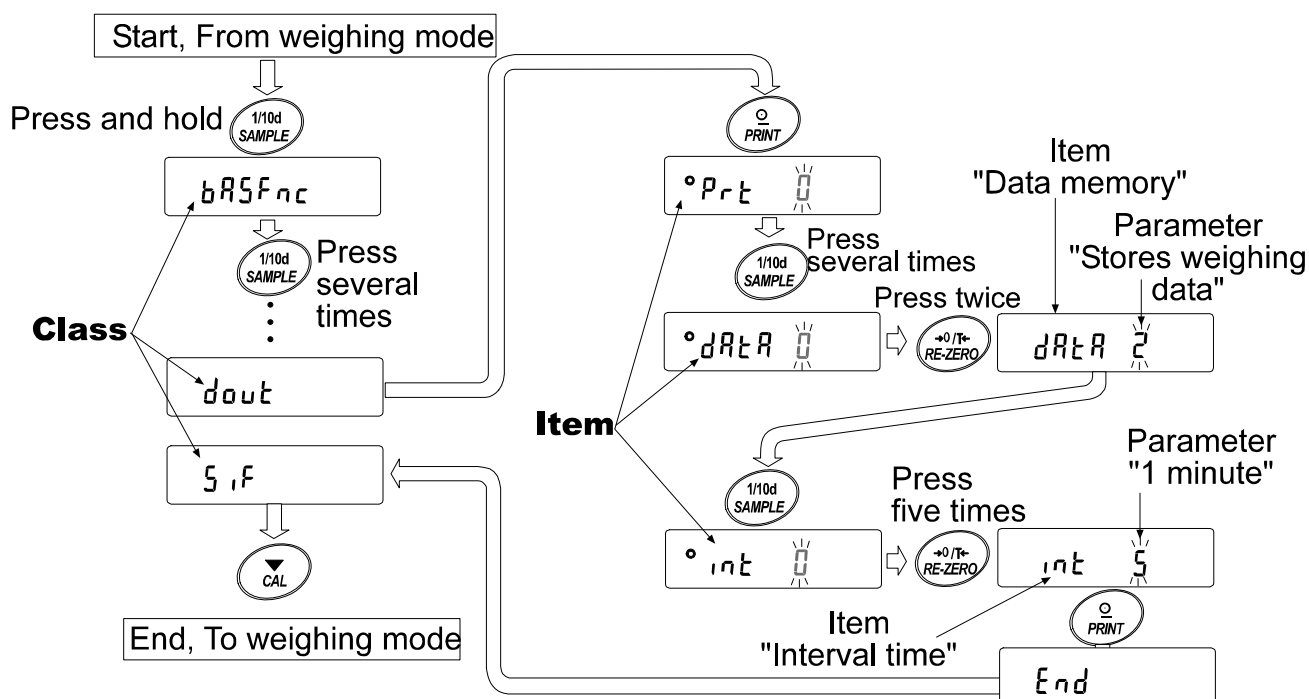 Start, From weighing mode
Press and hold
1/10d
SAMPLE
bASFnc
1/10d
SAMPLE
Press
several
times
Class
dout
S iF
CAL
End, To weighing mode
PRINT
°Prt 0
1/10d
SAMPLE
Press
several times
°dAtA 0
Press twice
→0/T←
RE-ZERO
Item
"Data memory"
Parameter
"Stores weighing
data"
dAtA 2
Item
1/10d
SAMPLE
°int 0
Press
five times
→0/T←
RE-ZERO
Parameter
"1 minute"
int 5
Item
"Interval time"
PRINT
End